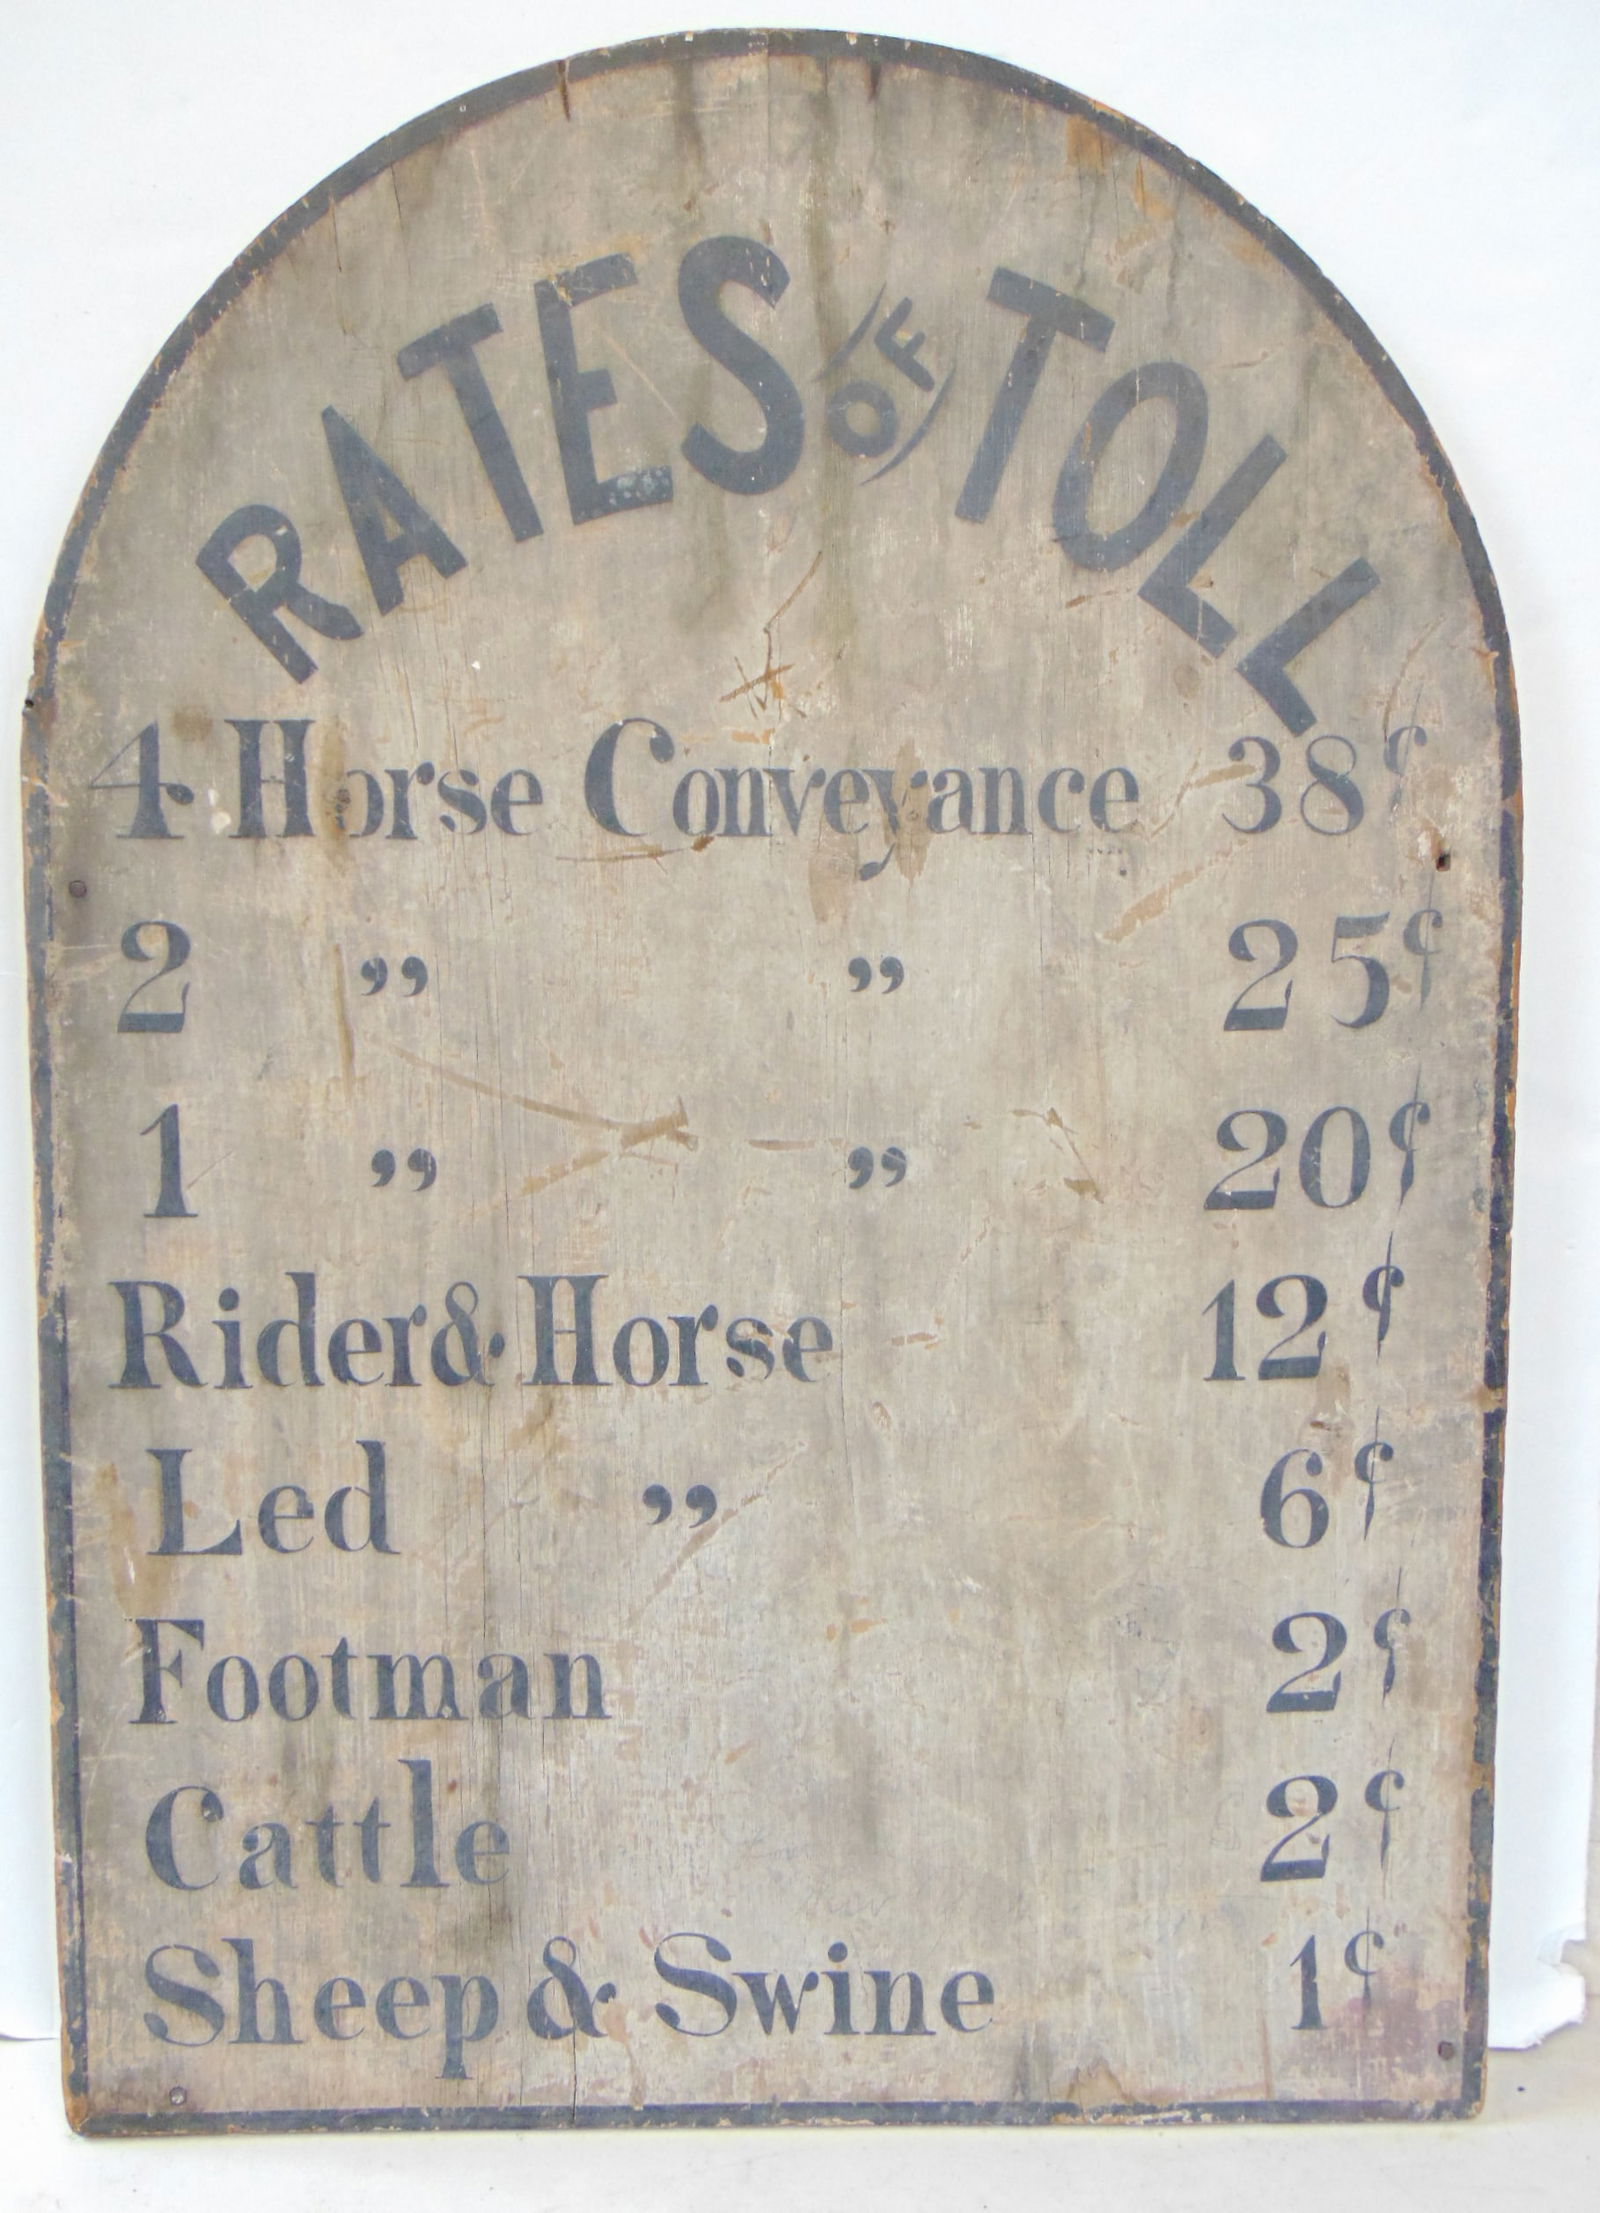 RATES OF TOLL
4 Horse Conveyance 38¢
2 ” ” 25¢
1 ” ” 20¢
Rider & Horse 12¢
Led ” 6¢
Footman 2¢
Cattle 2¢
Sheep & Swine 1¢